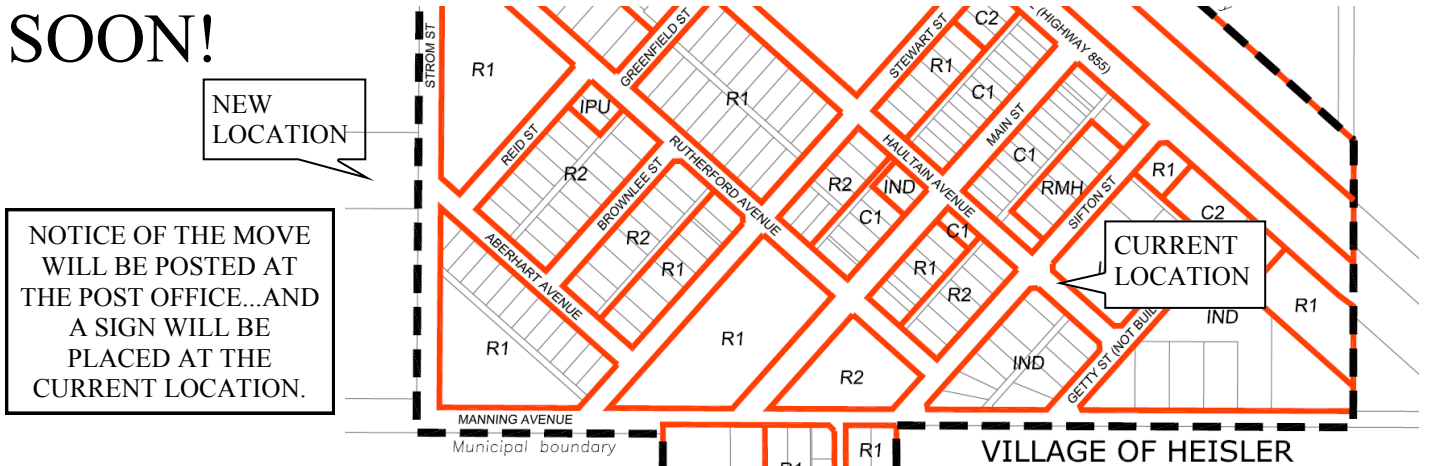 SOON!
NEW
LOCATION
NOTICE OF THE MOVE
WILL BE POSTED AT
THE POST OFFICE...AND
A SIGN WILL BE
PLACED AT THE
CURRENT LOCATION.
STROM ST
R1
GREENFIELD ST
IPU
R1
REID ST
R2
BROWNLEE ST
RUTHERFORD AVENUE
STEWART ST
C2
(HIGHWAY 855)
R1
C1
MAIN ST
HAULTAIN AVENUE
C1
R2
IND
C1
RMH
SIFTON ST
R1
C2
CURRENT
LOCATION
ABERHART AVENUE
R2
R1
C1
R1
R2
R1
R1
R2
IND
GETTY ST (NOT BUIL
IND
R1
MANNING AVENUE
Municipal boundary
R1
R1
VILLAGE OF HEISLER